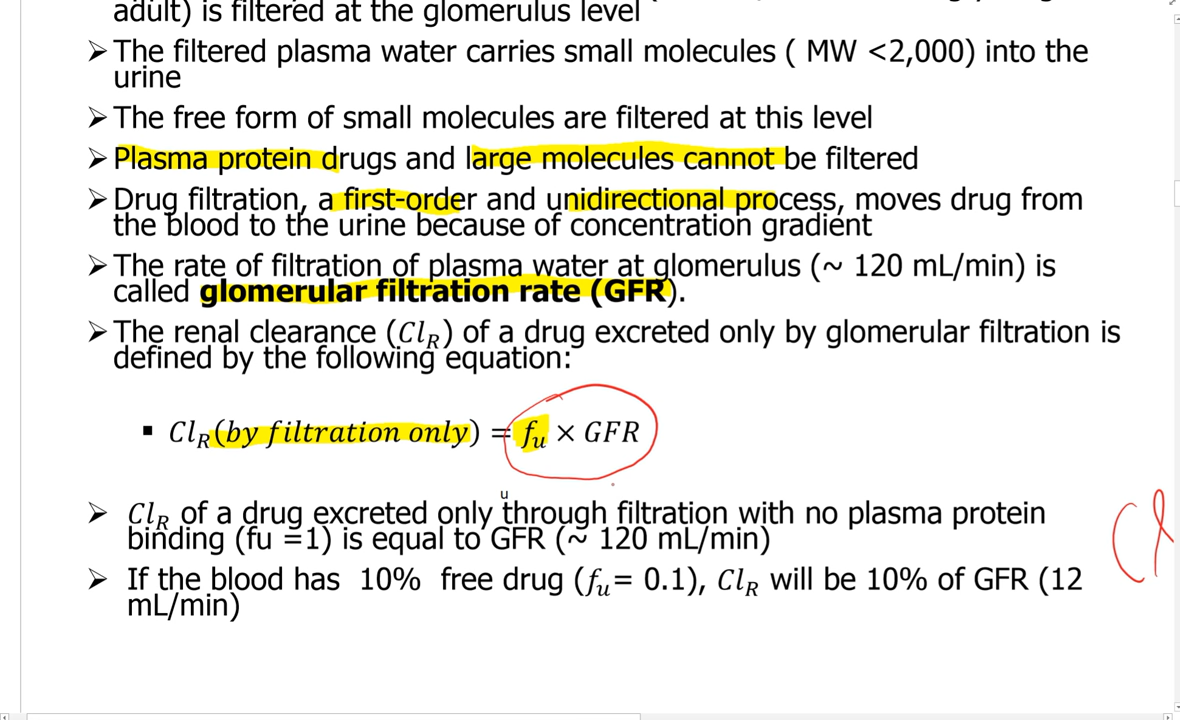 adult) is filtered at the glomerulus level
➢ The filtered plasma water carries small molecules ( MW <2,000) into the
urine
➢ The free form of small molecules are filtered at this level
➢ Plasma protein drugs and large molecules cannot be filtered
➢ Drug filtration, a first-order and unidirectional process, moves drug from
the blood to the urine because of concentration gradient
➢ The rate of filtration of plasma water at glomerulus (~ 120 mL/min) is
called glomerular filtration rate (GFR).
➢ The renal clearance (Cl_R) of a drug excreted only by glomerular filtration is
defined by the following equation:
▪ Cl_R(by filtration only) = f_u × GFR
u
➢ Cl_R of a drug excreted only through filtration with no plasma protein
binding (fu =1) is equal to GFR (~ 120 mL/min)
Cl
➢ If the blood has 10% free drug (f_u= 0.1), Cl_R will be 10% of GFR (12
mL/min)